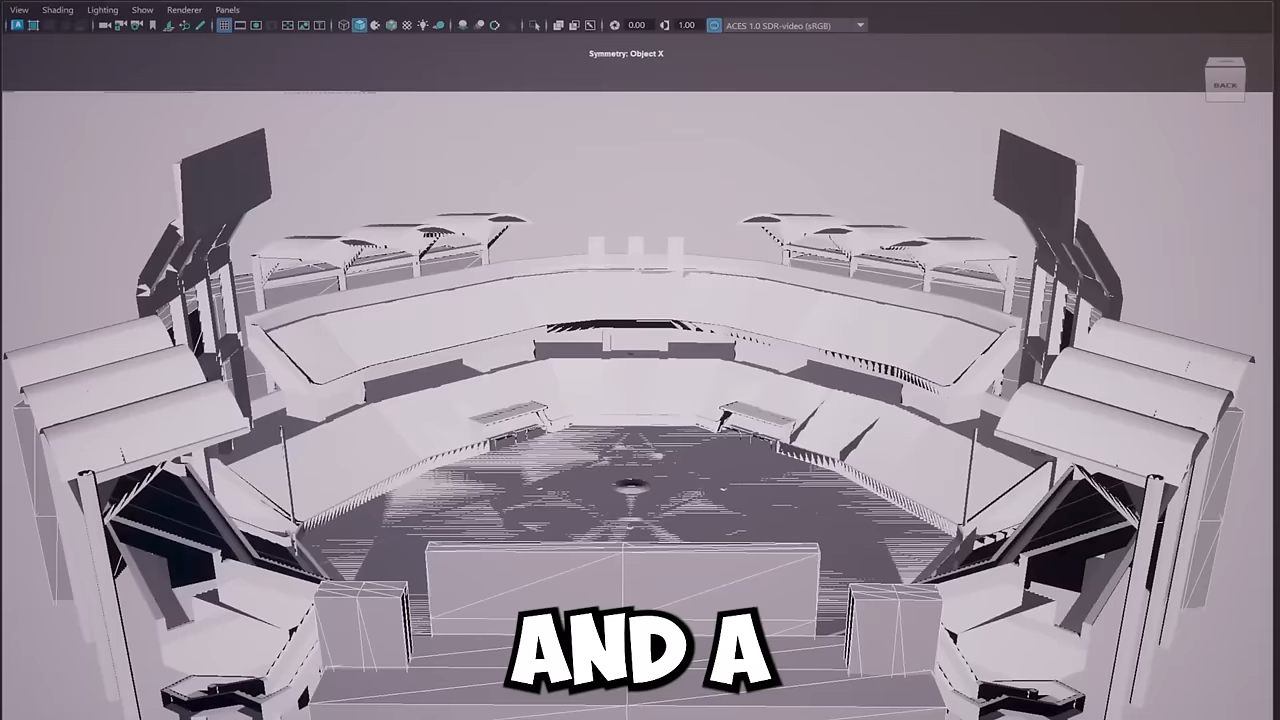 View Shading Lighting Show Renderer Panels
0.00 1.00 ACES 1.0 SDR-video (sRGB)
Symmetry: Object X
BACK
AND A